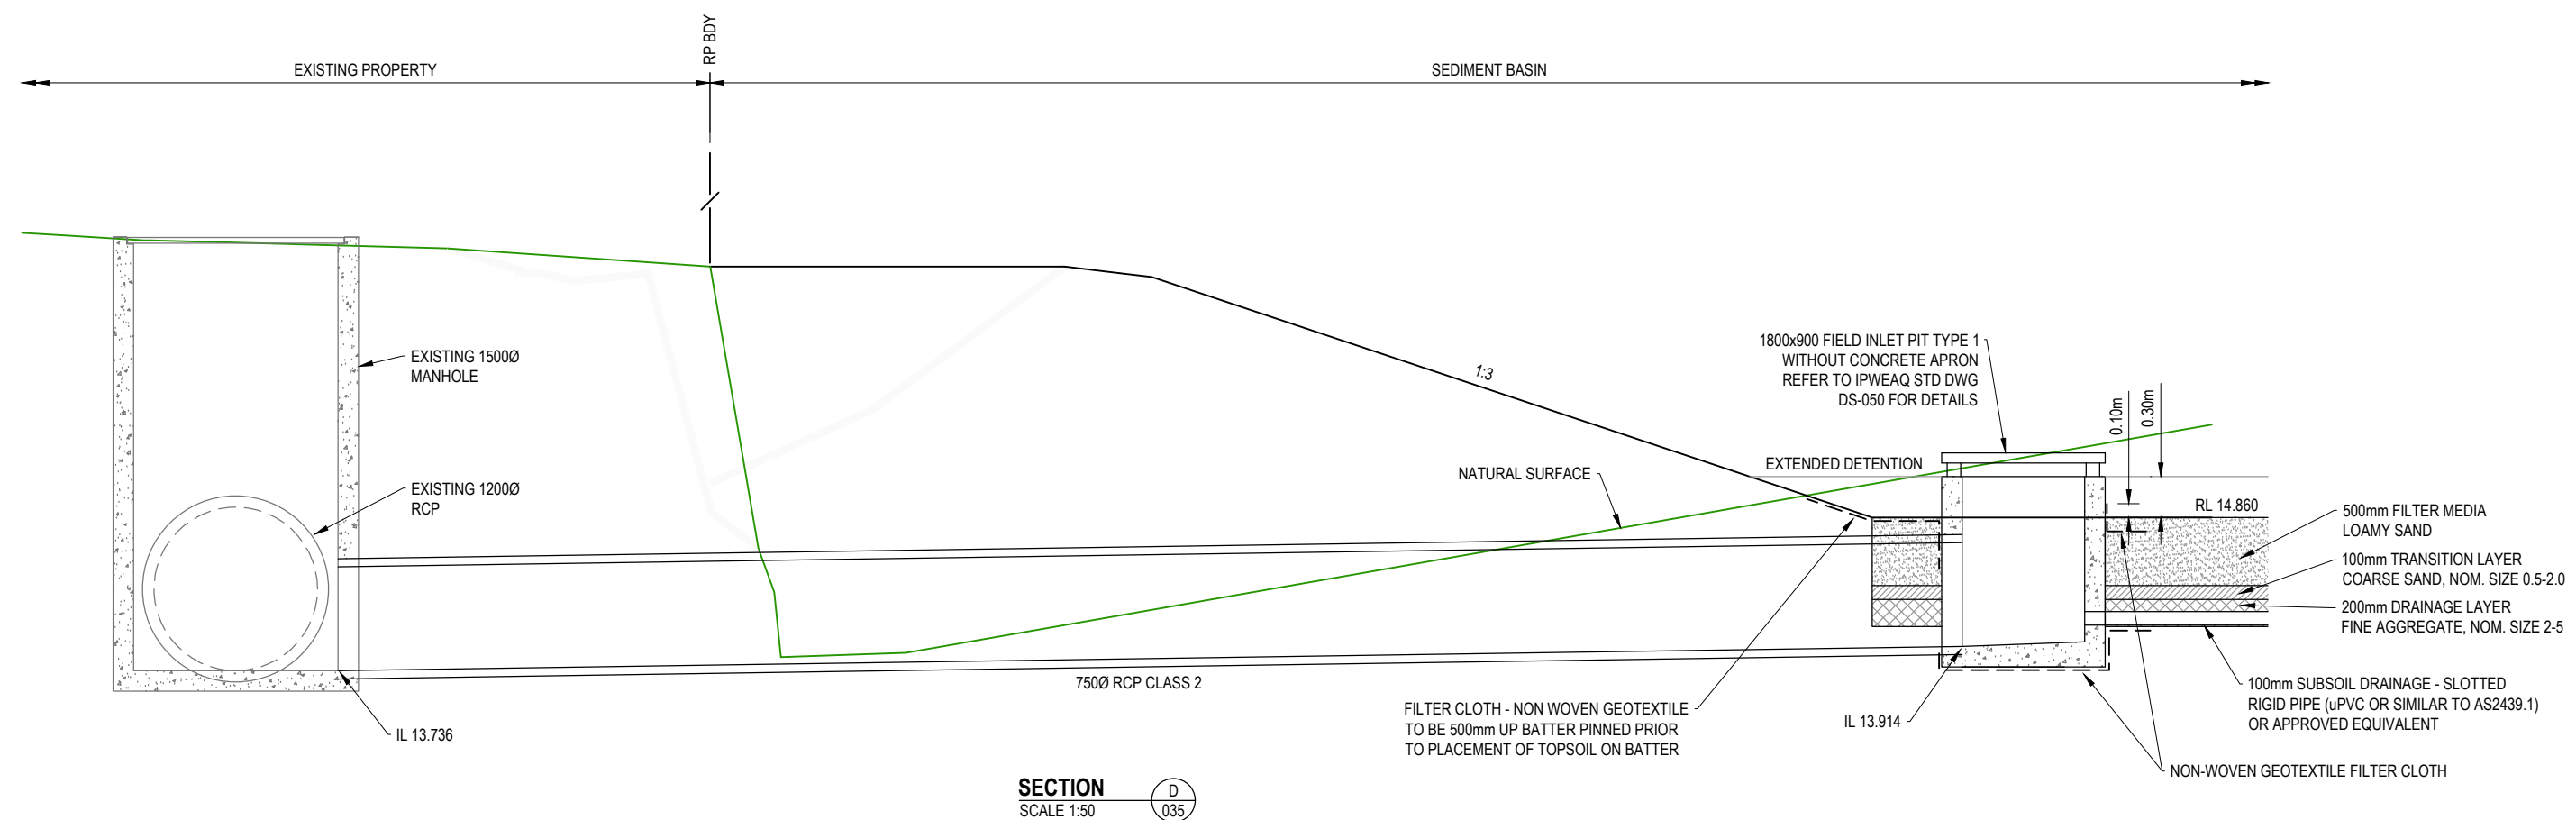 RP BDY
EXISTING PROPERTY
SEDIMENT BASIN
1800x900 FIELD INLET PIT TYPE 1
WITHOUT CONCRETE APRON
REFER TO IPWEAQ STD DWG
DS-050 FOR DETAILS
1:3
0.10m
0.30m
EXISTING 1500Ø
MANHOLE
EXTENDED DETENTION
NATURAL SURFACE
EXISTING 1200Ø
RCP
RL 14.860
500mm FILTER MEDIA
LOAMY SAND
100mm TRANSITION LAYER
COARSE SAND, NOM. SIZE 0.5-2.0
200mm DRAINAGE LAYER
FINE AGGREGATE, NOM. SIZE 2-5
750Ø RCP CLASS 2
100mm SUBSOIL DRAINAGE - SLOTTED
RIGID PIPE (uPVC OR SIMILAR TO AS2439.1)
OR APPROVED EQUIVALENT
FILTER CLOTH - NON WOVEN GEOTEXTILE
TO BE 500mm UP BATTER PINNED PRIOR
TO PLACEMENT OF TOPSOIL ON BATTER
IL 13.914
IL 13.736
NON-WOVEN GEOTEXTILE FILTER CLOTH
SECTION
SCALE 1:50
D
035